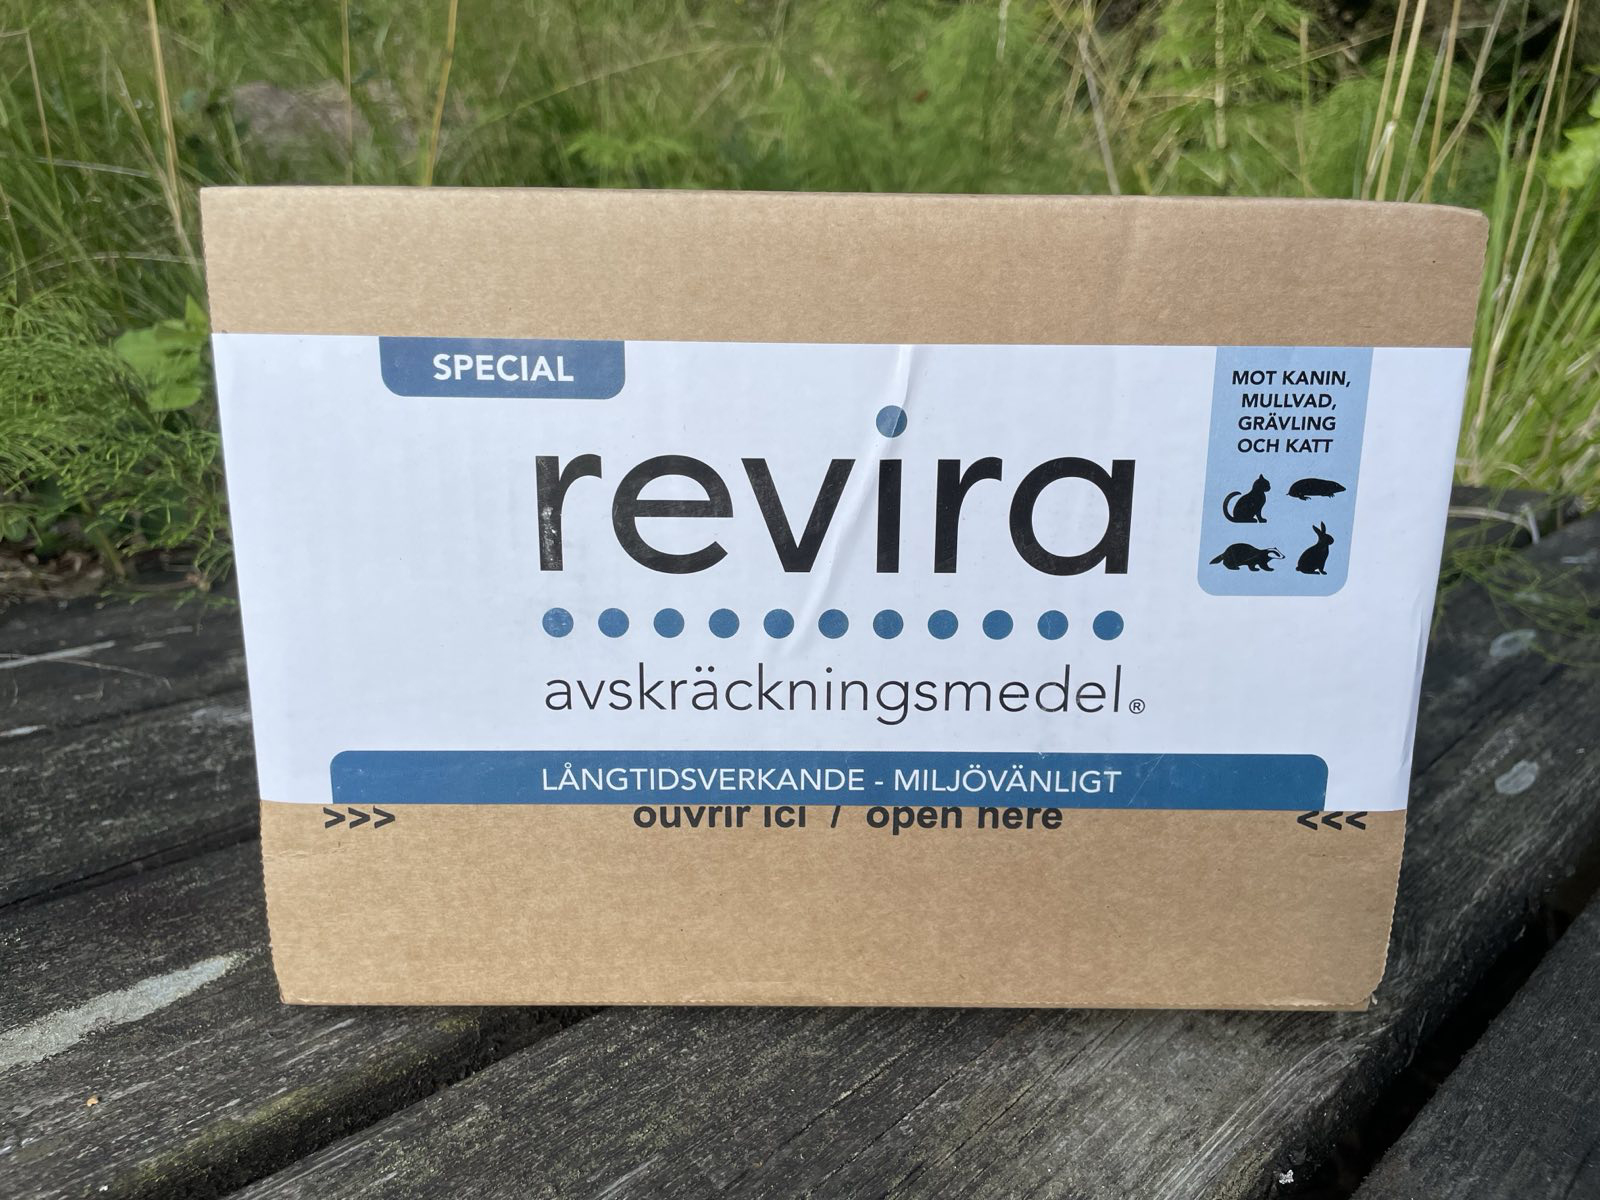 SPECIAL
MOT KANIN,
MULLVAD,
GRÄVLING
OCH KATT
revira
avskräckningsmedel®
LÅNGTIDSVERKANDE - MILJÖVÄNLIGT
>>> ouvrir ici / open here <<<